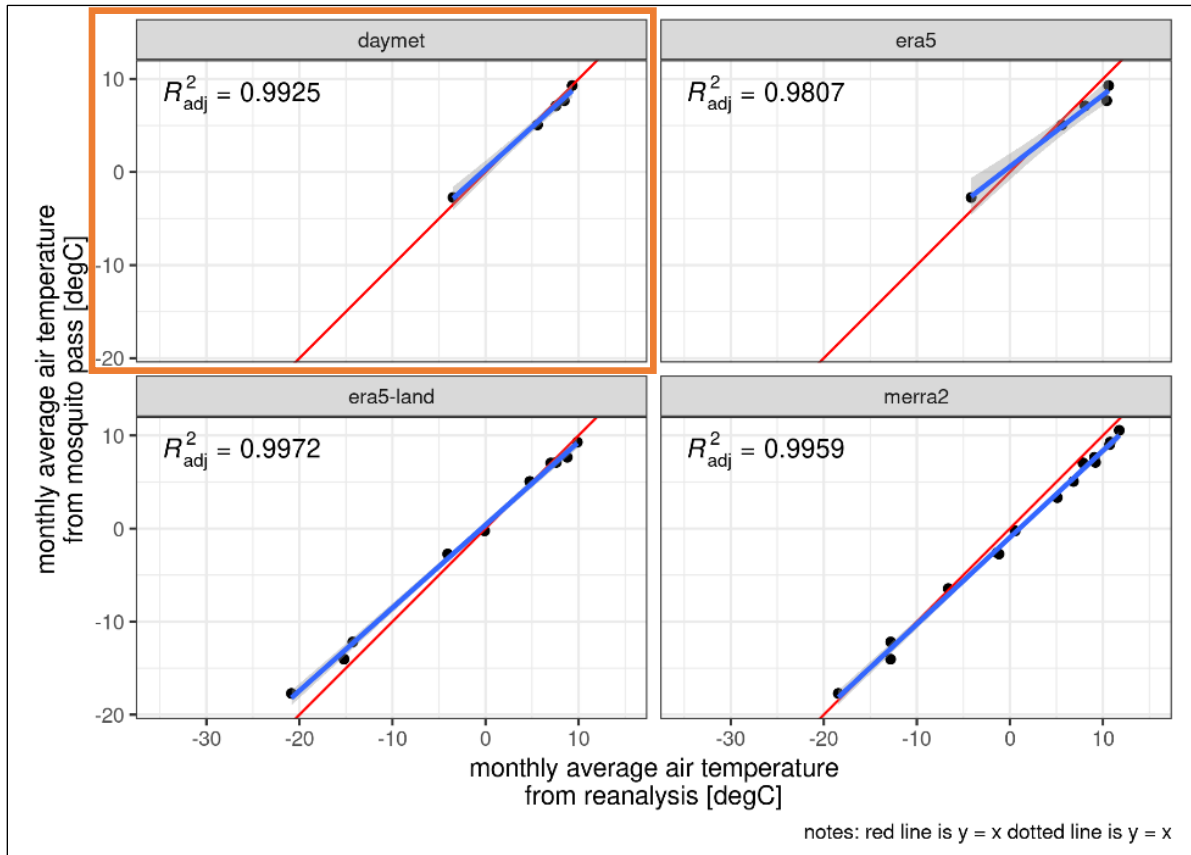 daymet
era5
R²adj = 0.9925
R²adj = 0.9807
10
0
-10
-20
era5-land
merra2
R²adj = 0.9972
R²adj = 0.9959
10
0
-10
-20
monthly average air temperature
from mosquito pass [degC]
-30 -20 -10 0 10
-30 -20 -10 0 10
monthly average air temperature
from reanalysis [degC]
notes: red line is y = x dotted line is y = x